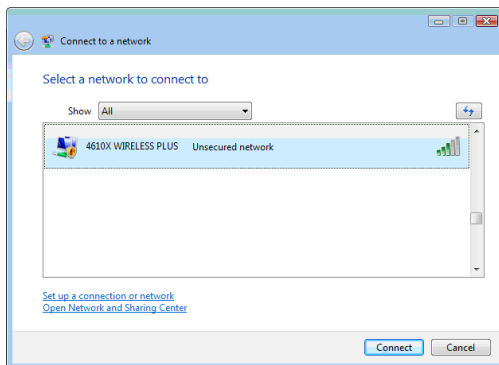 Connect to a network
Select a network to connect to
Show All
4610X WIRELESS PLUS Unsecured network
Set up a connection or network
Open Network and Sharing Center
Connect Cancel